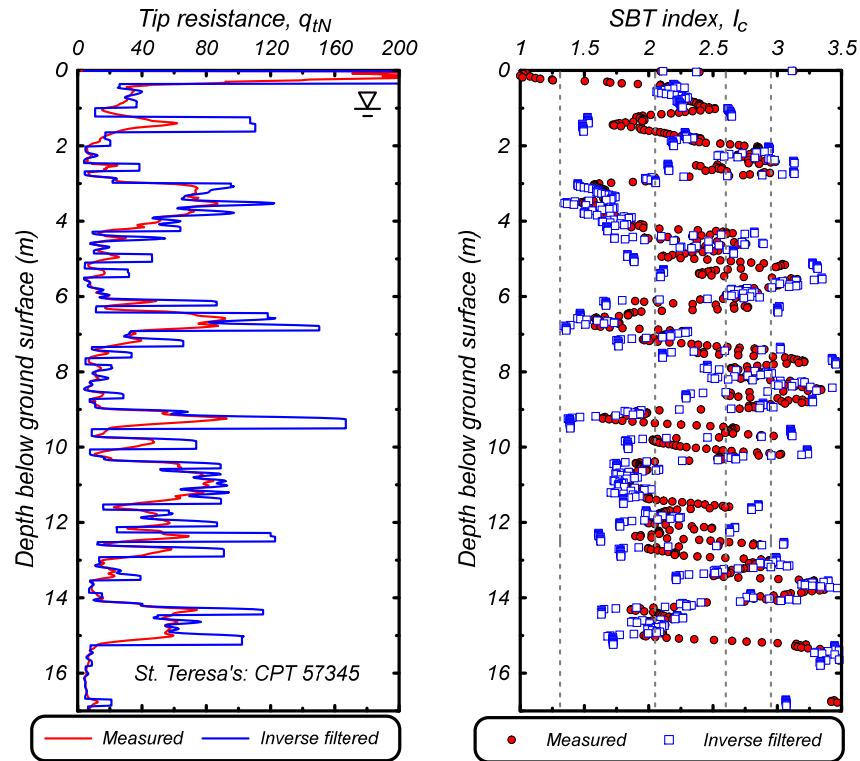 Tip resistance, qtN
0 40 80 120 160 200
0
2
4
6
8
10
12
14
16
Depth below ground surface (m)
St. Teresa's: CPT 57345
Measured Inverse filtered
SBT index, Ic
1 1.5 2 2.5 3 3.5
0
2
4
6
8
10
12
14
16
Depth below ground surface (m)
Measured Inverse filtered